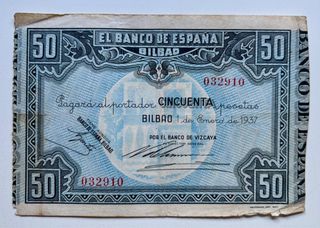 50 EL BANCO DE ESPAÑA 50
BILBAO
032910
Pagará al portador CINCUENTA pesetas
BILBAO 1 de Enero de 1937
POR EL BANCO DE VIZCAYA
50 032910 50
BANCO DE ESPAÑA